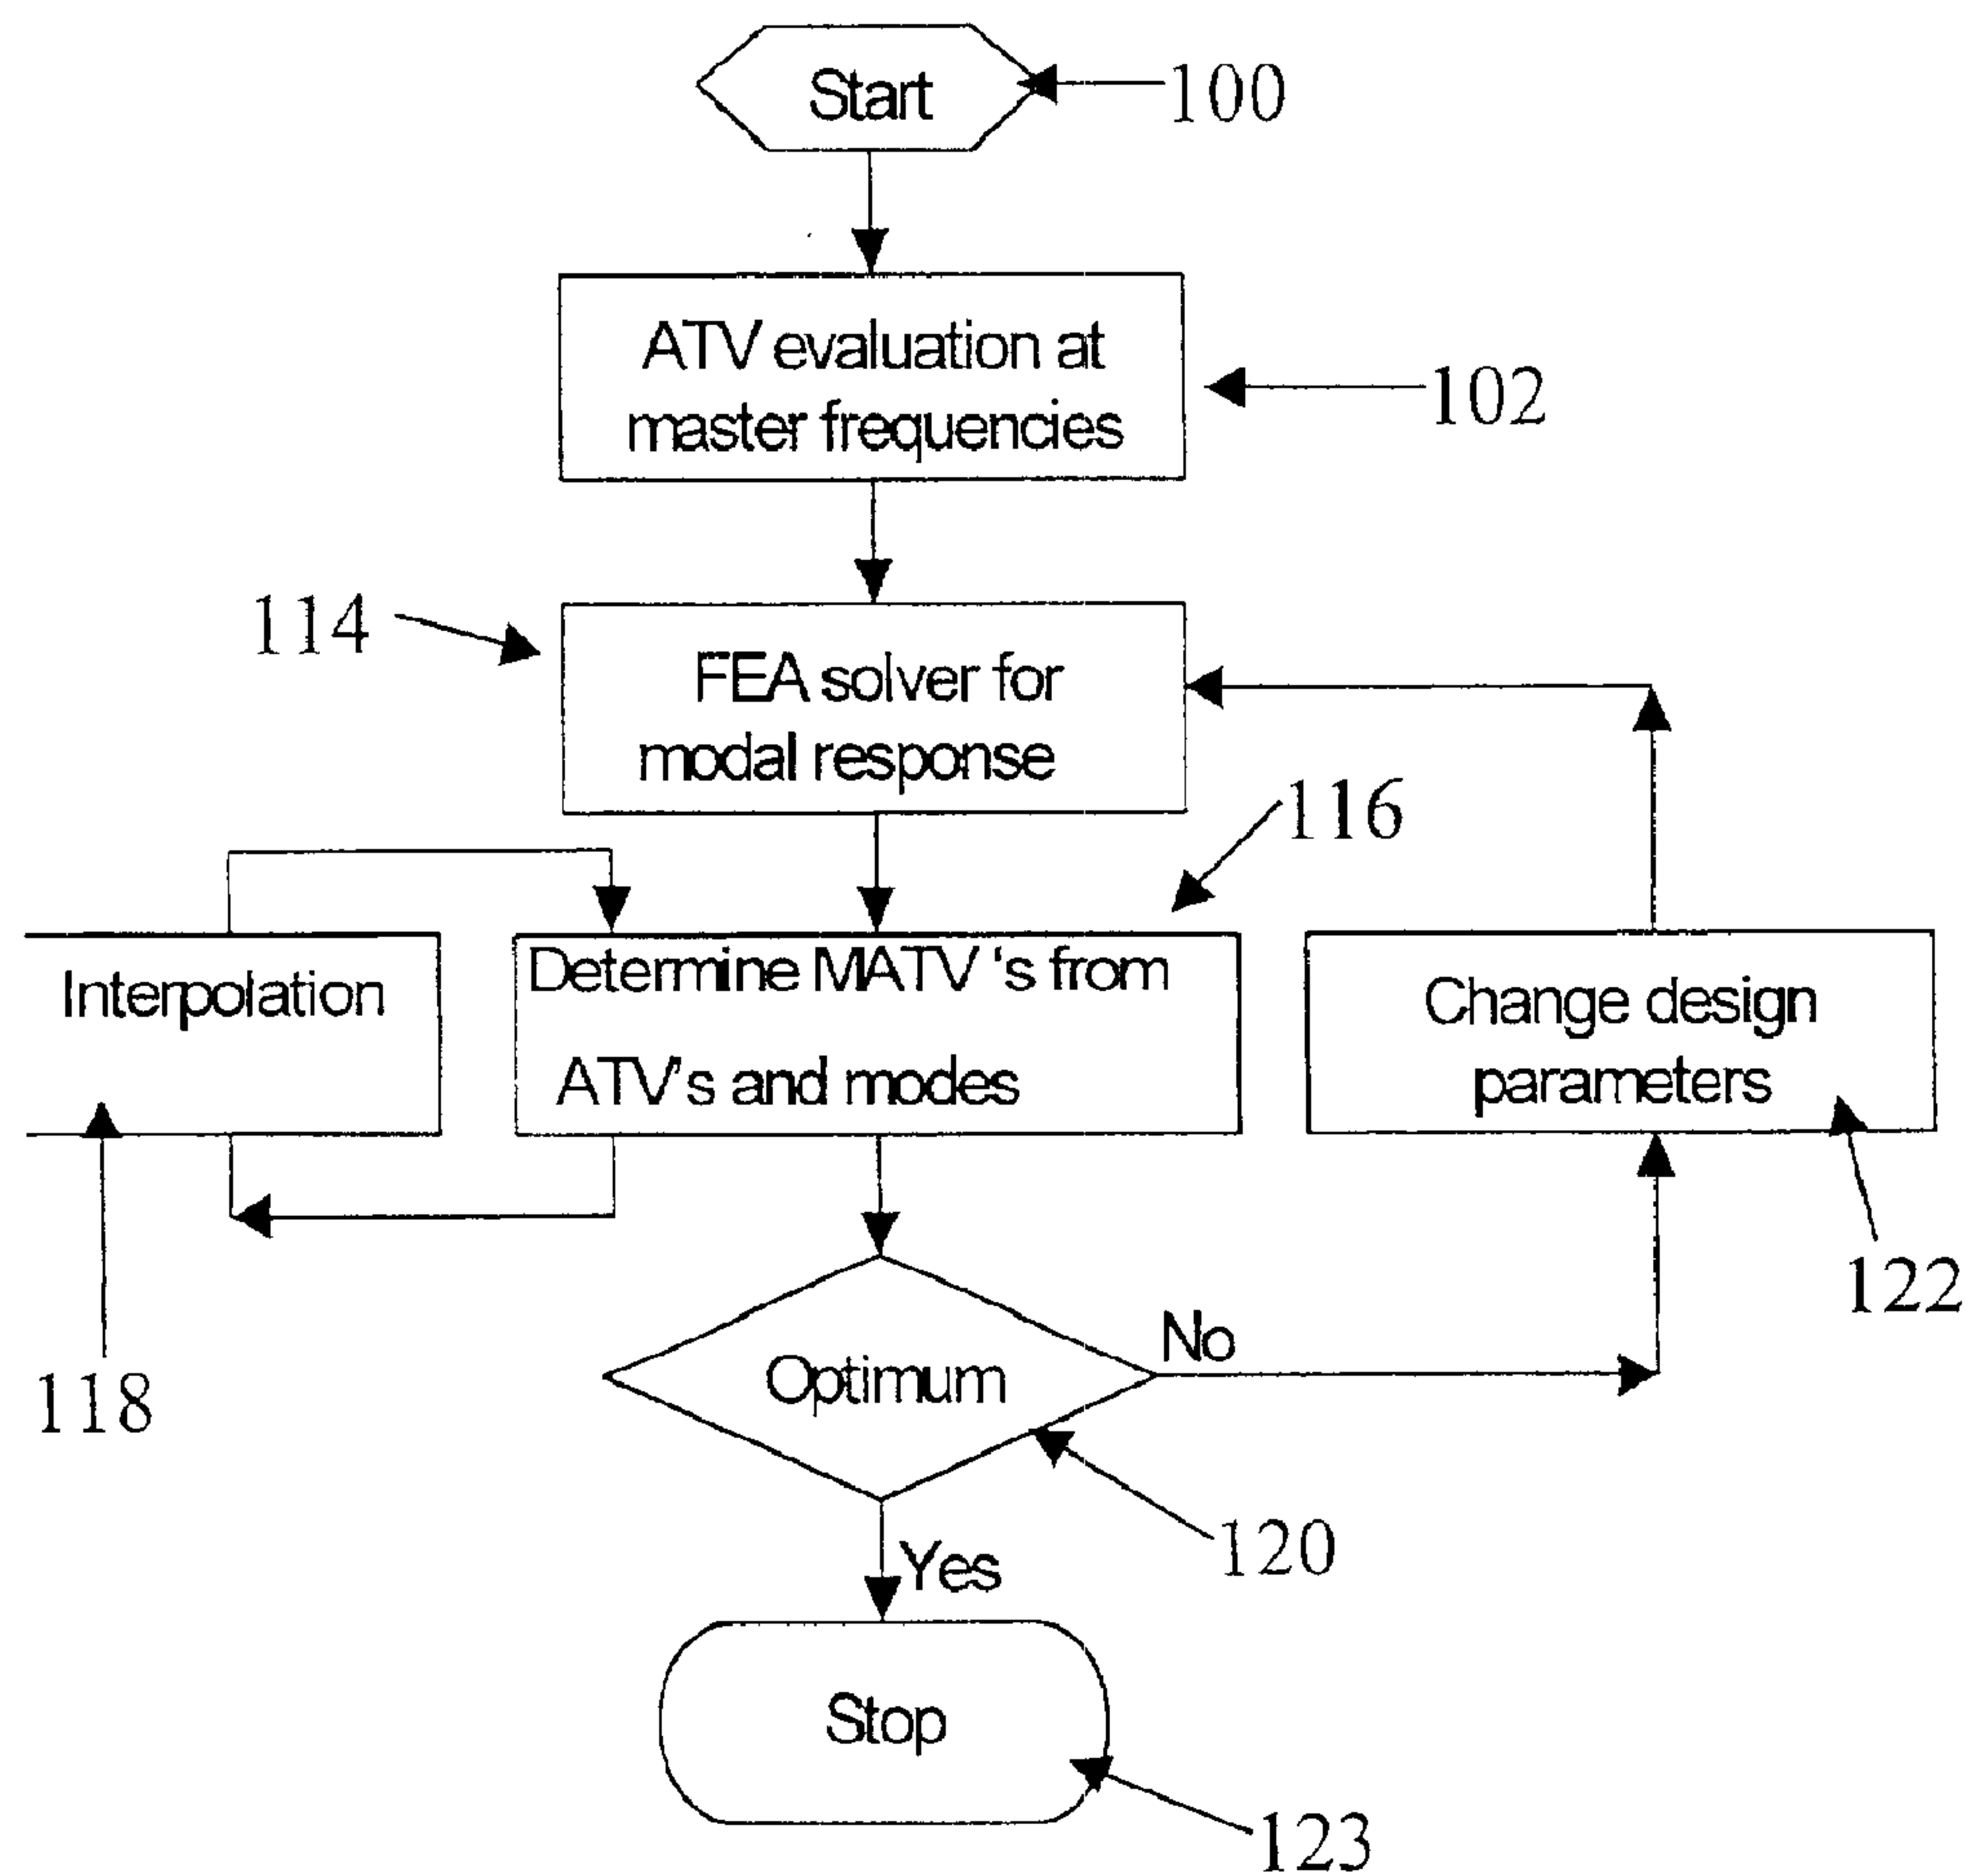 Start
100
ATV evaluation at
master frequencies
102
114
FEA solver for
modal response
116
Interpolation
Determine MATV 's from
ATV's and modes
Change design
parameters
118
122
Optimum
No
120
Yes
Stop
123